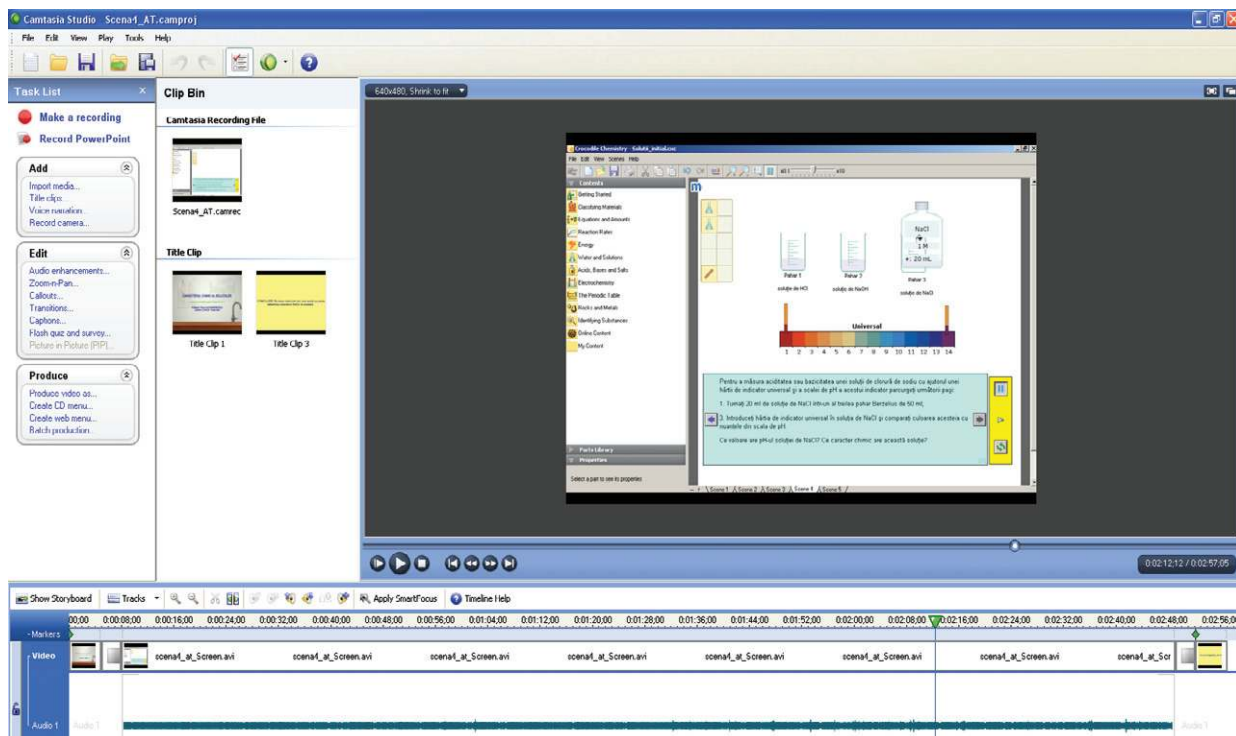 Camtasia Studio   Scena4_AT.camproj
File Edit View Play Tools Help
Task List
Make a recording
Record PowerPoint
Add
Import media...
Title clips...
Voice narration...
Record camera...
Edit
Audio enhancements...
Zoom-n-Pan...
Callouts...
Transitions...
Captions...
Flash quiz and survey...
Picture in Picture (PIP)...
Produce
Produce video as...
Create CD menu...
Create web menu...
Batch production...
Clip Bin
Camtasia Recording File
Scena4_AT.camrec
Title Clip
Title Clip 1 Title Clip 3
640x480, Shrink to fit
Crocodile Chemistry -
File Edit View Scenes Help
Contents
Getting Started
Classifying Materials
Equations and Amounts
Reaction Rates
Energy
Water and Solutions
Acids, Bases and Salts
Electrochemistry
The Periodic Table
Rocks and Metals
Identifying Substances
Online Content
My Content
Parts Library
Properties
Select a part to see its properties
NaCl
1 M
20 mL
Pahar 1 Pahar 2 Pahar 3
soluție de HCl soluție de NaOH soluție de NaCl
Universal
1 2 3 4 5 6 7 8 9 10 11 12 13 14
Pentru a măsura aciditatea sau bazicitatea unei soluții de clorură de sodiu cu ajutorul unei
hârtii de indicator universal și a scalei de pH a acestui indicator parcurgeți următorii pași:
1. Turnați 20 ml de soluție de NaCl într-un al treilea pahar Berzelius de 50 ml;
3. Introduceți hârtia de indicator universal în soluția de NaCl și comparați culoarea acesteia cu
nuanțele din scala de pH.
Ce valoare are pH-ul soluției de NaCl? Ce caracter chimic are această soluție?
Scene 1 Scene 2 Scene 3 Scene 4 Scene 5
0:02:12;12 / 0:02:57;05
Show Storyboard Tracks Apply SmartFocus Timeline Help
00;00 0:00:08;00 0:00:16;00 0:00:24;00 0:00:32;00 0:00:40;00 0:00:48;00 0:00:56;00 0:01:04;00 0:01:12;00 0:01:20;00 0:01:28;00 0:01:36;00 0:01:44;00 0:01:52;00 0:02:00;00 0:02:08;00 0:02:16;00 0:02:24;00 0:02:32;00 0:02:40;00 0:02:48;00 0:02:56;0
Markers
Video scena4_at_Screen.avi scena4_at_Screen.avi scena4_at_Screen.avi scena4_at_Screen.avi scena4_at_Screen.avi scena4_at_Screen.avi scena4_at_Screen.avi scena4_at_Scr
Audio 1 Audio 1 Audio 1